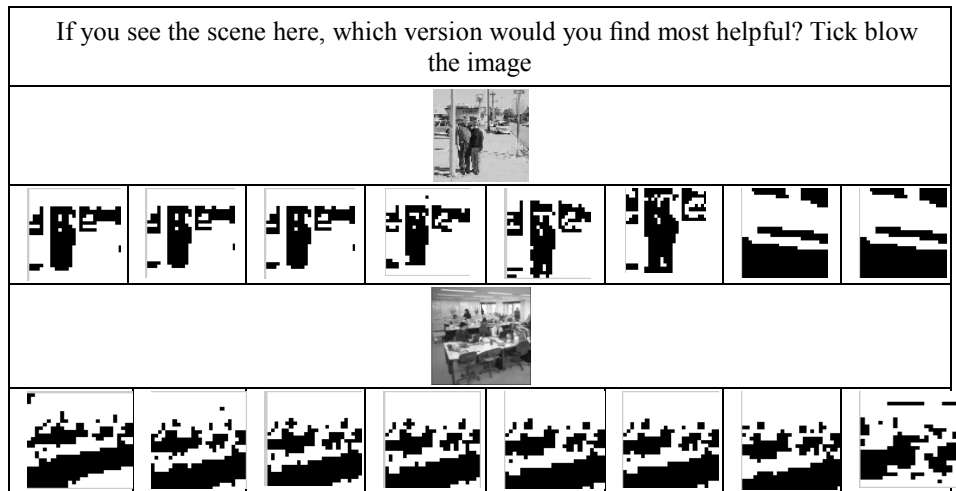 If you see the scene here, which version would you find most helpful? Tick blow
the image